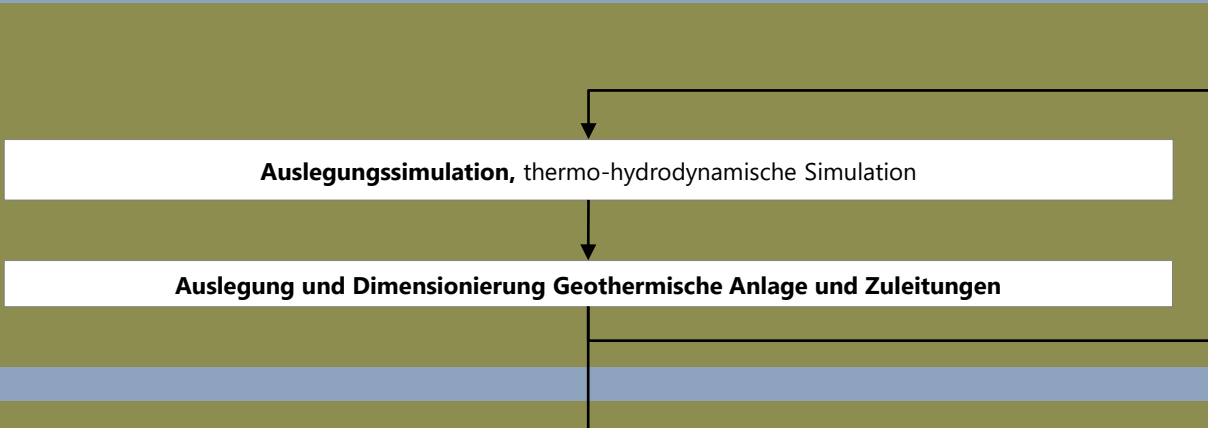 Auslegungssimulation, thermo-hydrodynamische Simulation
Auslegung und Dimensionierung Geothermische Anlage und Zuleitungen